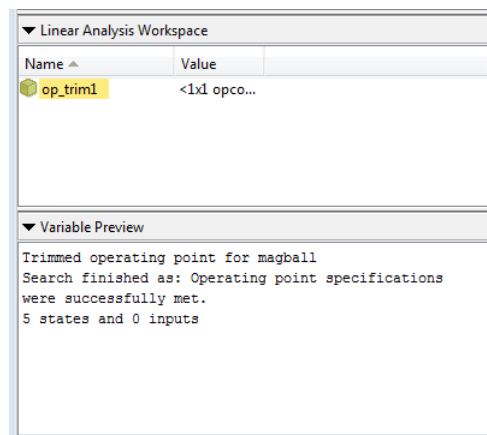 Linear Analysis Workspace
Name Value
op_trim1 <1x1 opco...
Variable Preview
Trimmed operating point for magball
Search finished as: Operating point specifications
were successfully met.
5 states and 0 inputs